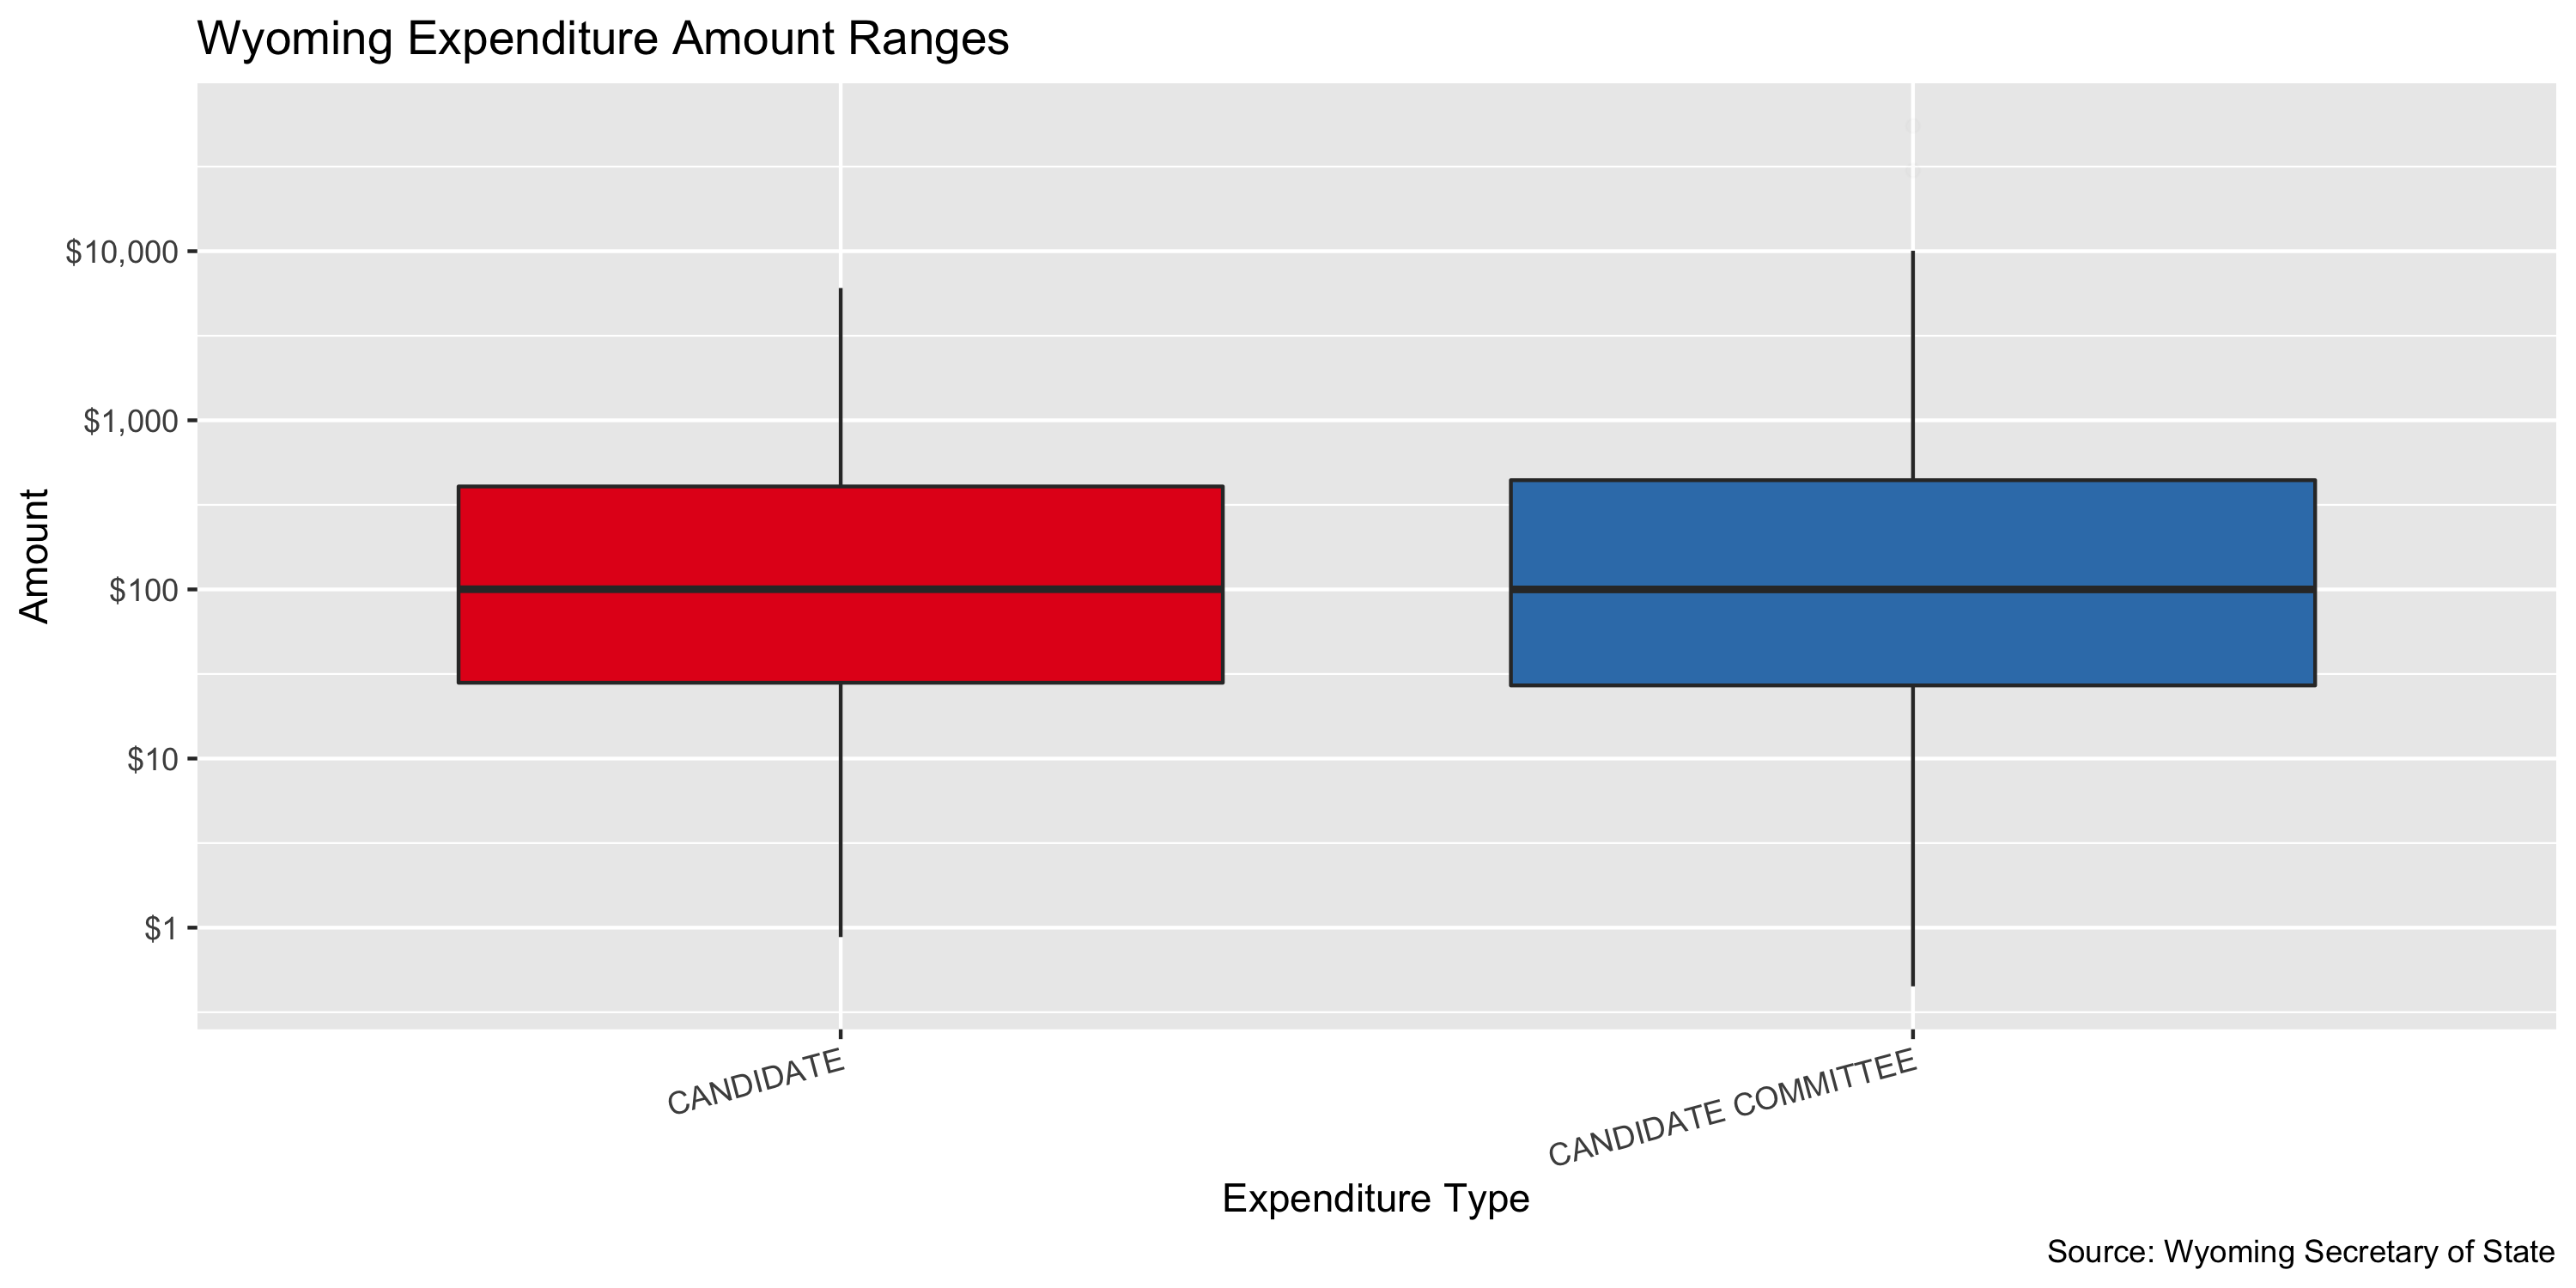 Wyoming Expenditure Amount Ranges
Amount
$10,000
$1,000
$100
$10
$1
CANDIDATE
CANDIDATE COMMITTEE
Expenditure Type
Source: Wyoming Secretary of State